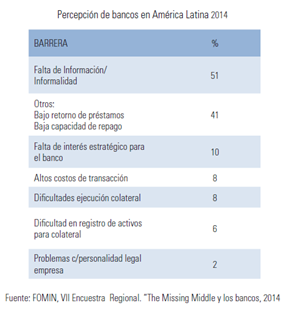 Percepción de bancos en América Latina 2014
BARRERA %
Falta de Información/
Informalidad 51
Otros:
Bajo retorno de préstamos 41
Baja capacidad de repago
Falta de interés estratégico para 10
el banco
Altos costos de transacción 8
Dificultades ejecución colateral 8
Dificultad en registro de activos 6
para colateral
Problemas c/personalidad legal 2
empresa
Fuente: FOMIN, VII Encuesta Regional. "The Missing Middle y los bancos, 2014